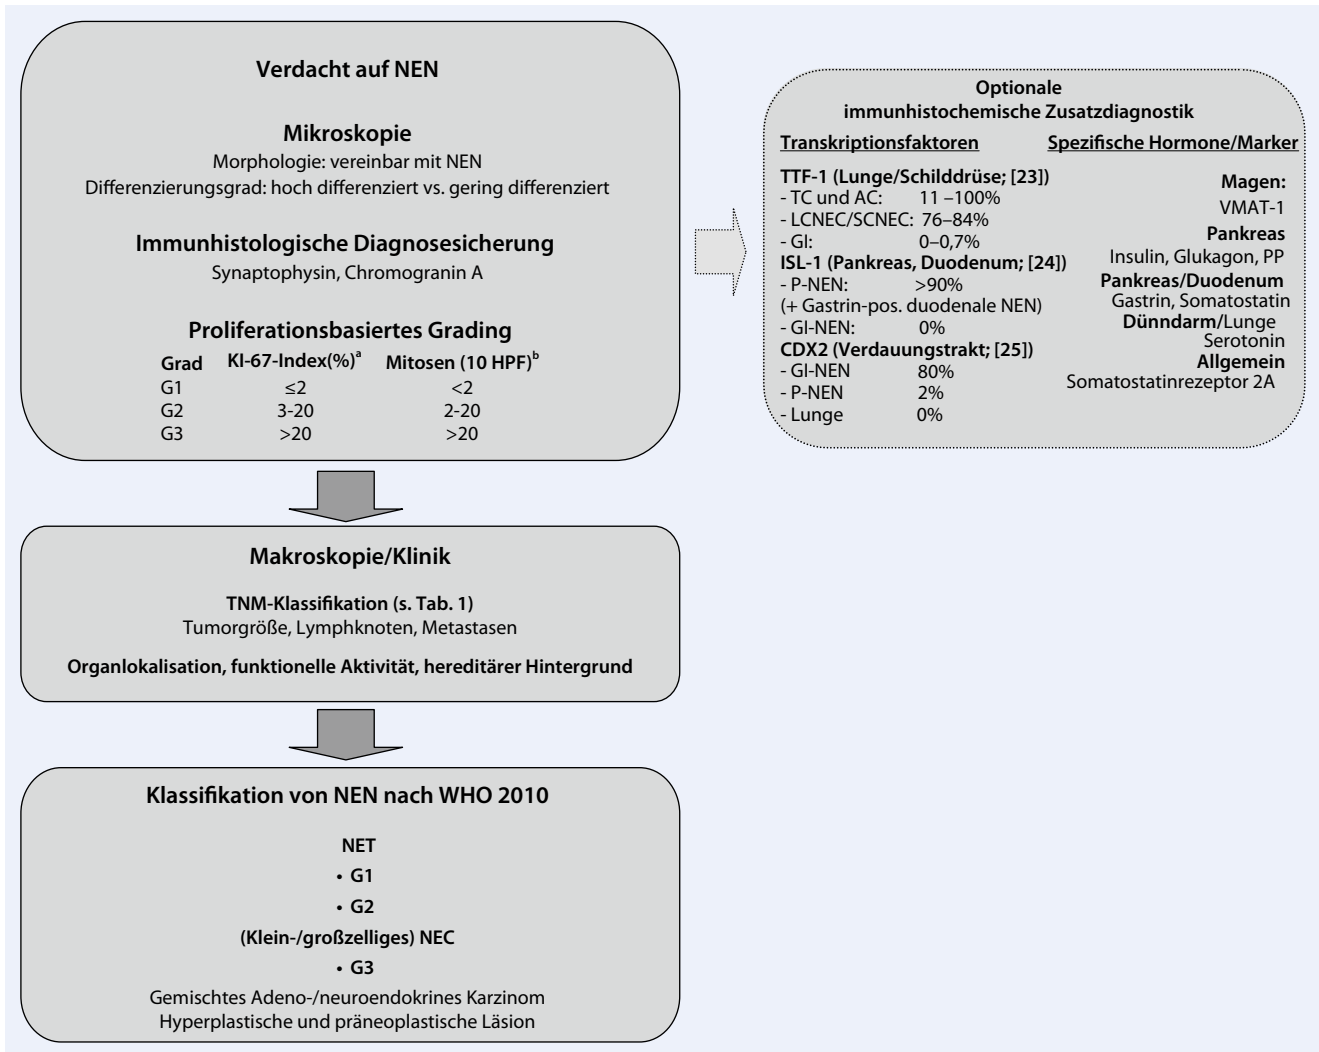 Verdacht auf NEN
Mikroskopie
Morphologie: vereinbar mit NEN
Differenzierungsgrad: hoch differenziert vs. gering differenziert
Immunhistologische Diagnosesicherung
Synaptophysin, Chromogranin A
Proliferationsbasiertes Grading
Grad KI-67-Index(%)a Mitosen (10 HPF)b
G1 ≤2 <2
G2 3-20 2-20
G3 >20 >20
Optionale
immunhistochemische Zusatzdiagnostik
Transkriptionsfaktoren
TTF-1 (Lunge/Schilddrüse; [23])
- TC und AC: 11 –100%
- LCNEC/SCNEC: 76–84%
- GI: 0–0,7%
ISL-1 (Pankreas, Duodenum; [24])
- P-NEN: >90%
(+ Gastrin-pos. duodenale NEN)
- GI-NEN: 0%
CDX2 (Verdauungstrakt; [25])
- GI-NEN 80%
- P-NEN 2%
- Lunge 0%
Spezifische Hormone/Marker
Magen:
VMAT-1
Pankreas
Insulin, Glukagon, PP
Pankreas/Duodenum
Gastrin, Somatostatin
Dünndarm/Lunge
Serotonin
Allgemein
Somatostatinrezeptor 2A
Makroskopie/Klinik
TNM-Klassifikation (s. Tab. 1)
Tumorgröße, Lymphknoten, Metastasen
Organlokalisation, funktionelle Aktivität, hereditärer Hintergrund
Klassifikation von NEN nach WHO 2010
NET
• G1
• G2
(Klein-/großzelliges) NEC
• G3
Gemischtes Adeno-/neuroendokrines Karzinom
Hyperplastische und präneoplastische Läsion